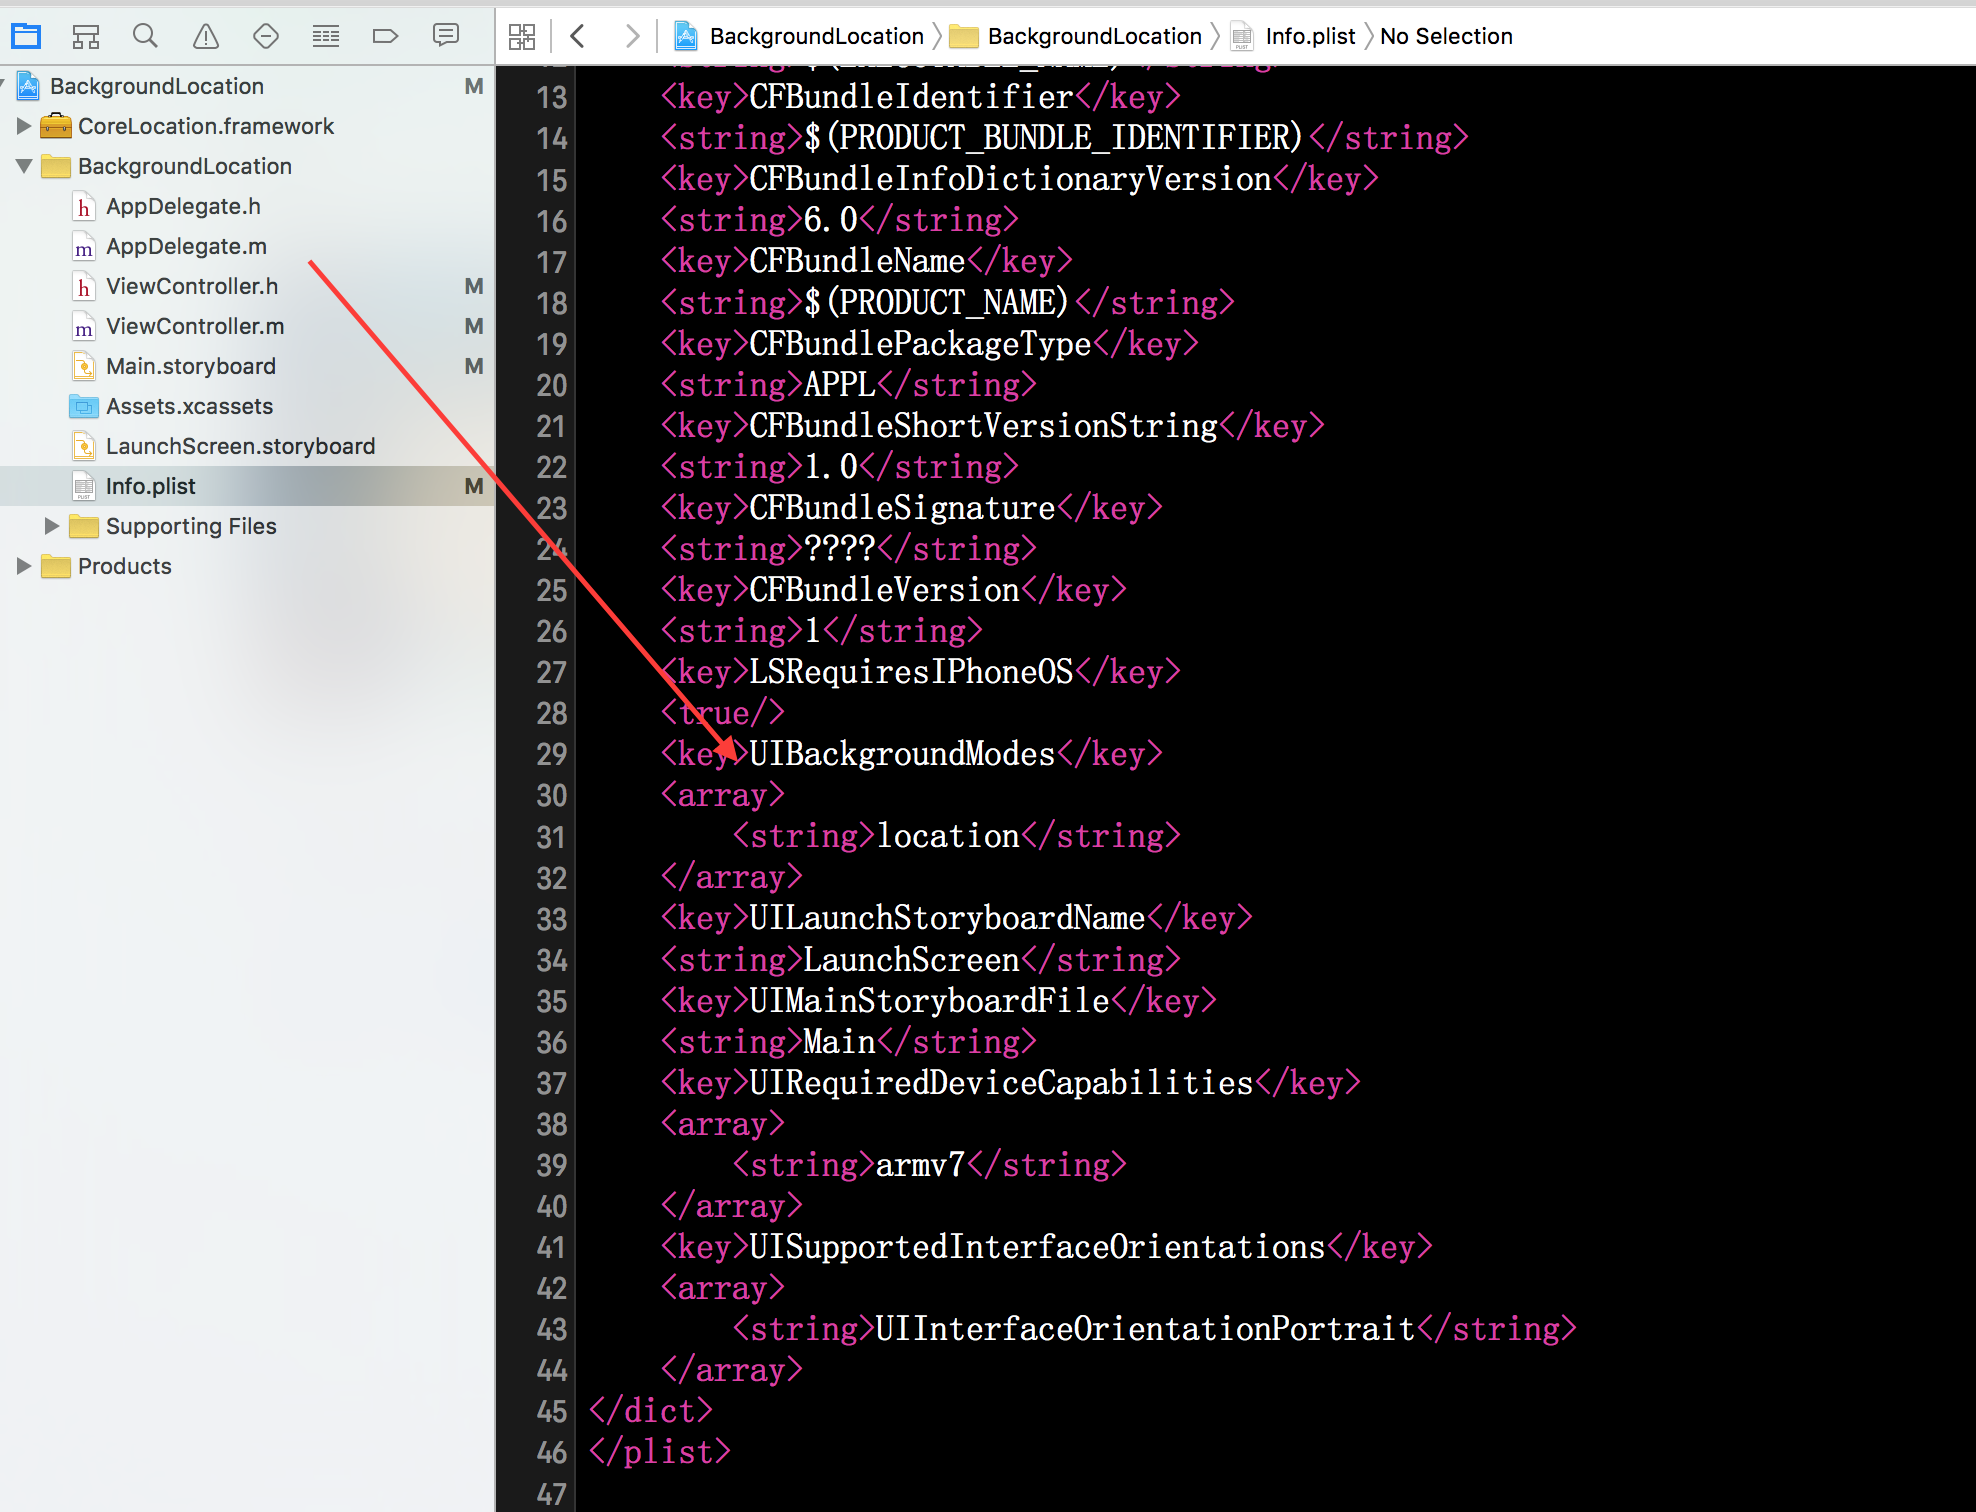 BackgroundLocation BackgroundLocation Info.plist No Selection
BackgroundLocation M
CoreLocation.framework
BackgroundLocation
AppDelegate.h
AppDelegate.m
ViewController.h M
ViewController.m M
Main.storyboard M
Assets.xcassets
LaunchScreen.storyboard
Info.plist M
Supporting Files
Products
13 <key>CFBundleIdentifier</key>
14 <string>$(PRODUCT_BUNDLE_IDENTIFIER)</string>
15 <key>CFBundleInfoDictionaryVersion</key>
16 <string>6.0</string>
17 <key>CFBundleName</key>
18 <string>$(PRODUCT_NAME)</string>
19 <key>CFBundlePackageType</key>
20 <string>APPL</string>
21 <key>CFBundleShortVersionString</key>
22 <string>1.0</string>
23 <key>CFBundleSignature</key>
24 <string>????</string>
25 <key>CFBundleVersion</key>
26 <string>1</string>
27 <key>LSRequiresIPhoneOS</key>
28 <true/>
29 <key>UIBackgroundModes</key>
30 <array>
31 <string>location</string>
32 </array>
33 <key>UILaunchStoryboardName</key>
34 <string>LaunchScreen</string>
35 <key>UIMainStoryboardFile</key>
36 <string>Main</string>
37 <key>UIRequiredDeviceCapabilities</key>
38 <array>
39 <string>armv7</string>
40 </array>
41 <key>UISupportedInterfaceOrientations</key>
42 <array>
43 <string>UIInterfaceOrientationPortrait</string>
44 </array>
45 </dict>
46 </plist>
47